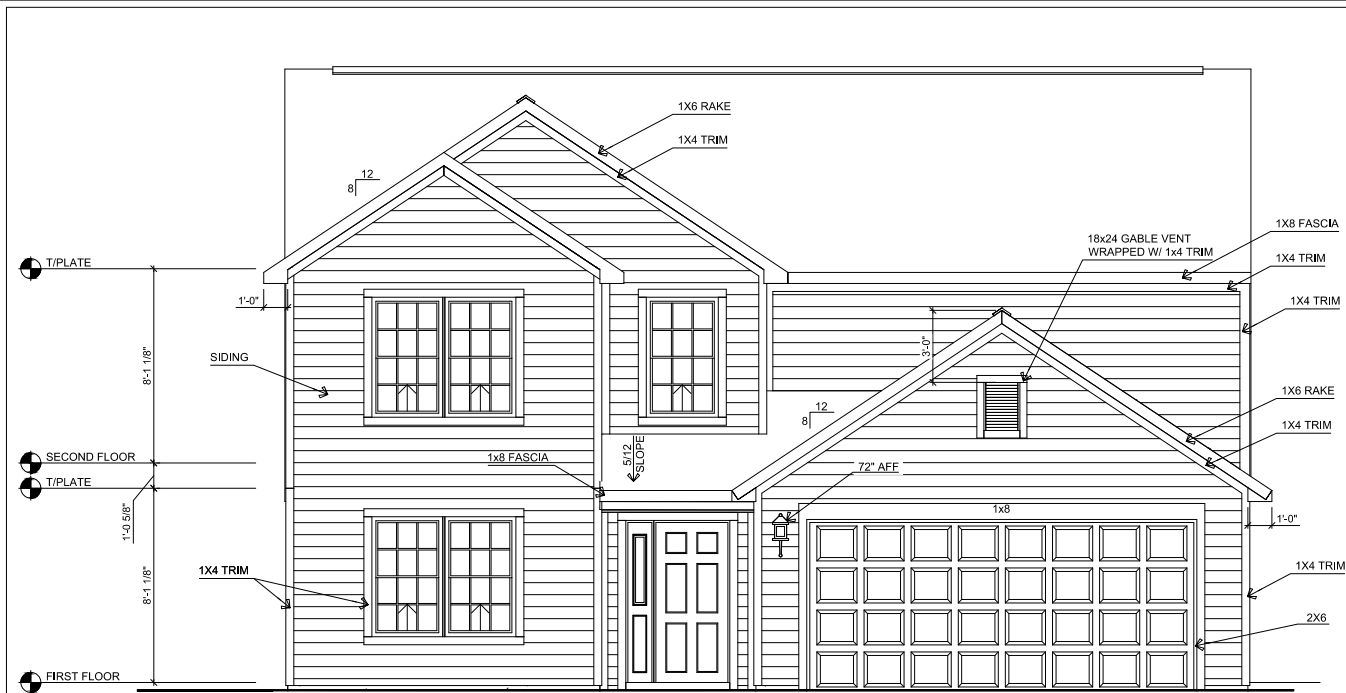 1X6 RAKE
1X4 TRIM
12
8
1X8 FASCIA
18x24 GABLE VENT
WRAPPED W/ 1x4 TRIM
1X4 TRIM
T/PLATE
1'-0"
1X4 TRIM
3'-0"
SIDING
8'-1 1/8"
1X6 RAKE
12
8
1X4 TRIM
SECOND FLOOR
1x8 FASCIA
5/12
SLOPE
72" AFF
T/PLATE
1'-0 5/8"
1x8
1'-0"
1X4 TRIM
8'-1 1/8"
1X4 TRIM
2X6
FIRST FLOOR